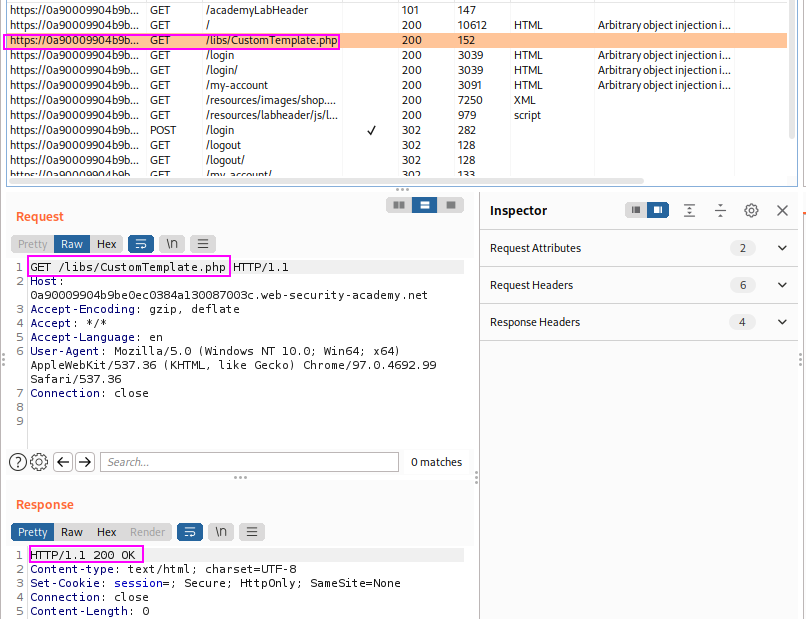 https://0a90009904b9b... GET /academyLabHeader 101 147
https://0a90009904b9b... GET / 200 10612 HTML Arbitrary object injection i...
https://0a90009904b9b... GET /libs/CustomTemplate.php 200 152
https://0a90009904b9b... GET /login 200 3039 HTML Arbitrary object injection i...
https://0a90009904b9b... GET /login/ 200 3039 HTML Arbitrary object injection i...
https://0a90009904b9b... GET /my-account 200 3091 HTML Arbitrary object injection i...
https://0a90009904b9b... GET /resources/images/shop.... 200 7250 XML
https://0a90009904b9b... GET /resources/labheader/js/l... 200 979 script
https://0a90009904b9b... POST /login ✓ 302 282
https://0a90009904b9b... GET /logout 302 128
https://0a90009904b9b... GET /logout/ 302 128
https://0a90009904b9b... GET /my-account/ 302 133
Request
Pretty Raw Hex \n
1 GET /libs/CustomTemplate.php HTTP/1.1
2 Host:
0a90009904b9be0ec0384a130087003c.web-security-academy.net
3 Accept-Encoding: gzip, deflate
4 Accept: */*
5 Accept-Language: en
6 User-Agent: Mozilla/5.0 (Windows NT 10.0; Win64; x64)
AppleWebKit/537.36 (KHTML, like Gecko) Chrome/97.0.4692.99
Safari/537.36
7 Connection: close
8
9
? Search... 0 matches
Response
Pretty Raw Hex Render \n
1 HTTP/1.1 200 OK
2 Content-type: text/html; charset=UTF-8
3 Set-Cookie: session=; Secure; HttpOnly; SameSite=None
4 Connection: close
5 Content-Length: 0
Inspector
Request Attributes 2
Request Headers 6
Response Headers 4